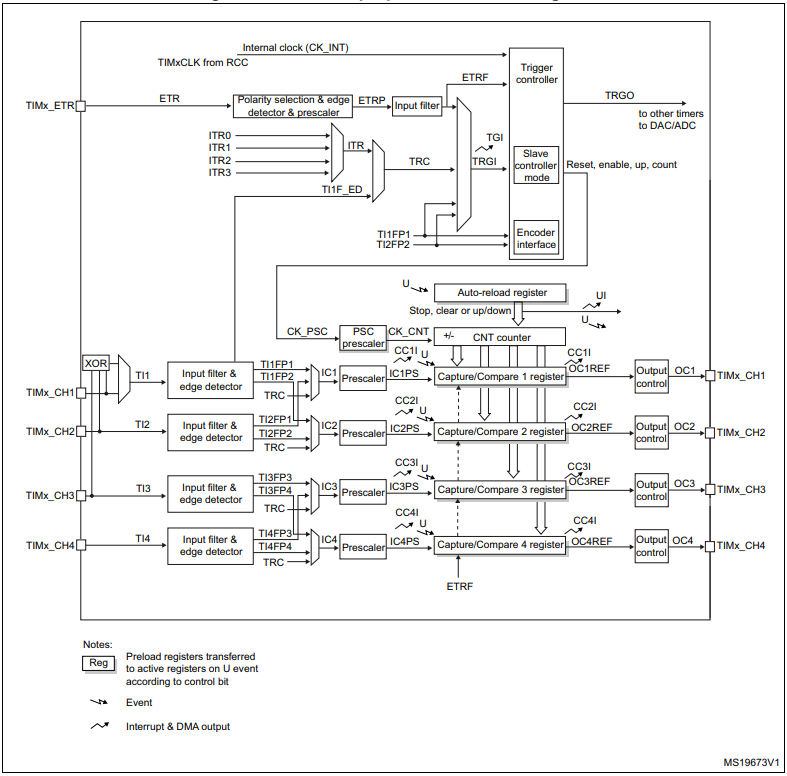 Internal clock (CK_INT)
TIMxCLK from RCC
Trigger
controller
ETRF
TRGO
to other timers
to DAC/ADC
TIMx_ETR
ETR
Polarity selection & edge
detector & prescaler
ETRP
Input filter
ITR0
ITR1
ITR2
ITR3
ITR
TRC
TI1F_ED
TGI
TRGI
Slave
controller
mode
Reset, enable, up, count
TI1FP1
TI2FP2
Encoder
interface
U
Auto-reload register
UI
Stop, clear or up/down
U
CK_PSC
PSC
prescaler
CK_CNT
+/-
CNT counter
XOR
TIMx_CH1
TI1
Input filter &
edge detector
TI1FP1
TI1FP2
TRC
IC1
Prescaler
IC1PS
CC1I
U
Capture/Compare 1 register
CC1I
OC1REF
Output
control
OC1
TIMx_CH1
TIMx_CH2
TI2
Input filter &
edge detector
TI2FP1
TI2FP2
TRC
IC2
Prescaler
IC2PS
CC2I
U
Capture/Compare 2 register
CC2I
OC2REF
Output
control
OC2
TIMx_CH2
TIMx_CH3
TI3
Input filter &
edge detector
TI3FP3
TI3FP4
TRC
IC3
Prescaler
IC3PS
CC3I
U
Capture/Compare 3 register
CC3I
OC3REF
Output
control
OC3
TIMx_CH3
TIMx_CH4
TI4
Input filter &
edge detector
TI4FP3
TI4FP4
TRC
IC4
Prescaler
IC4PS
CC4I
U
Capture/Compare 4 register
CC4I
OC4REF
Output
control
OC4
TIMx_CH4
ETRF
Notes:
Reg
Preload registers transferred
to active registers on U event
according to control bit
Event
Interrupt & DMA output
MS19673V1